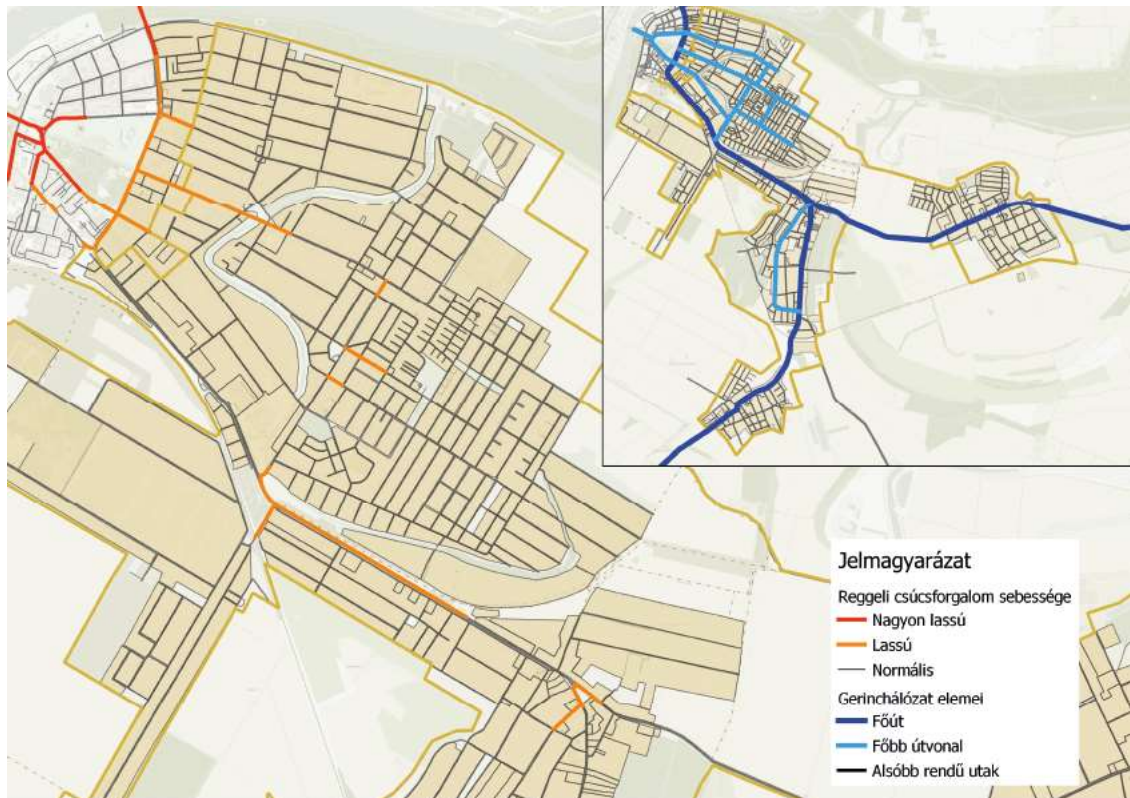 Jelmagyarázat
Reggeli csúcsforgalom sebessége
Nagyon lassú
Lassú
Normális
Gerinchálózat elemei
Főút
Főbb útvonal
Alsóbb rendű utak